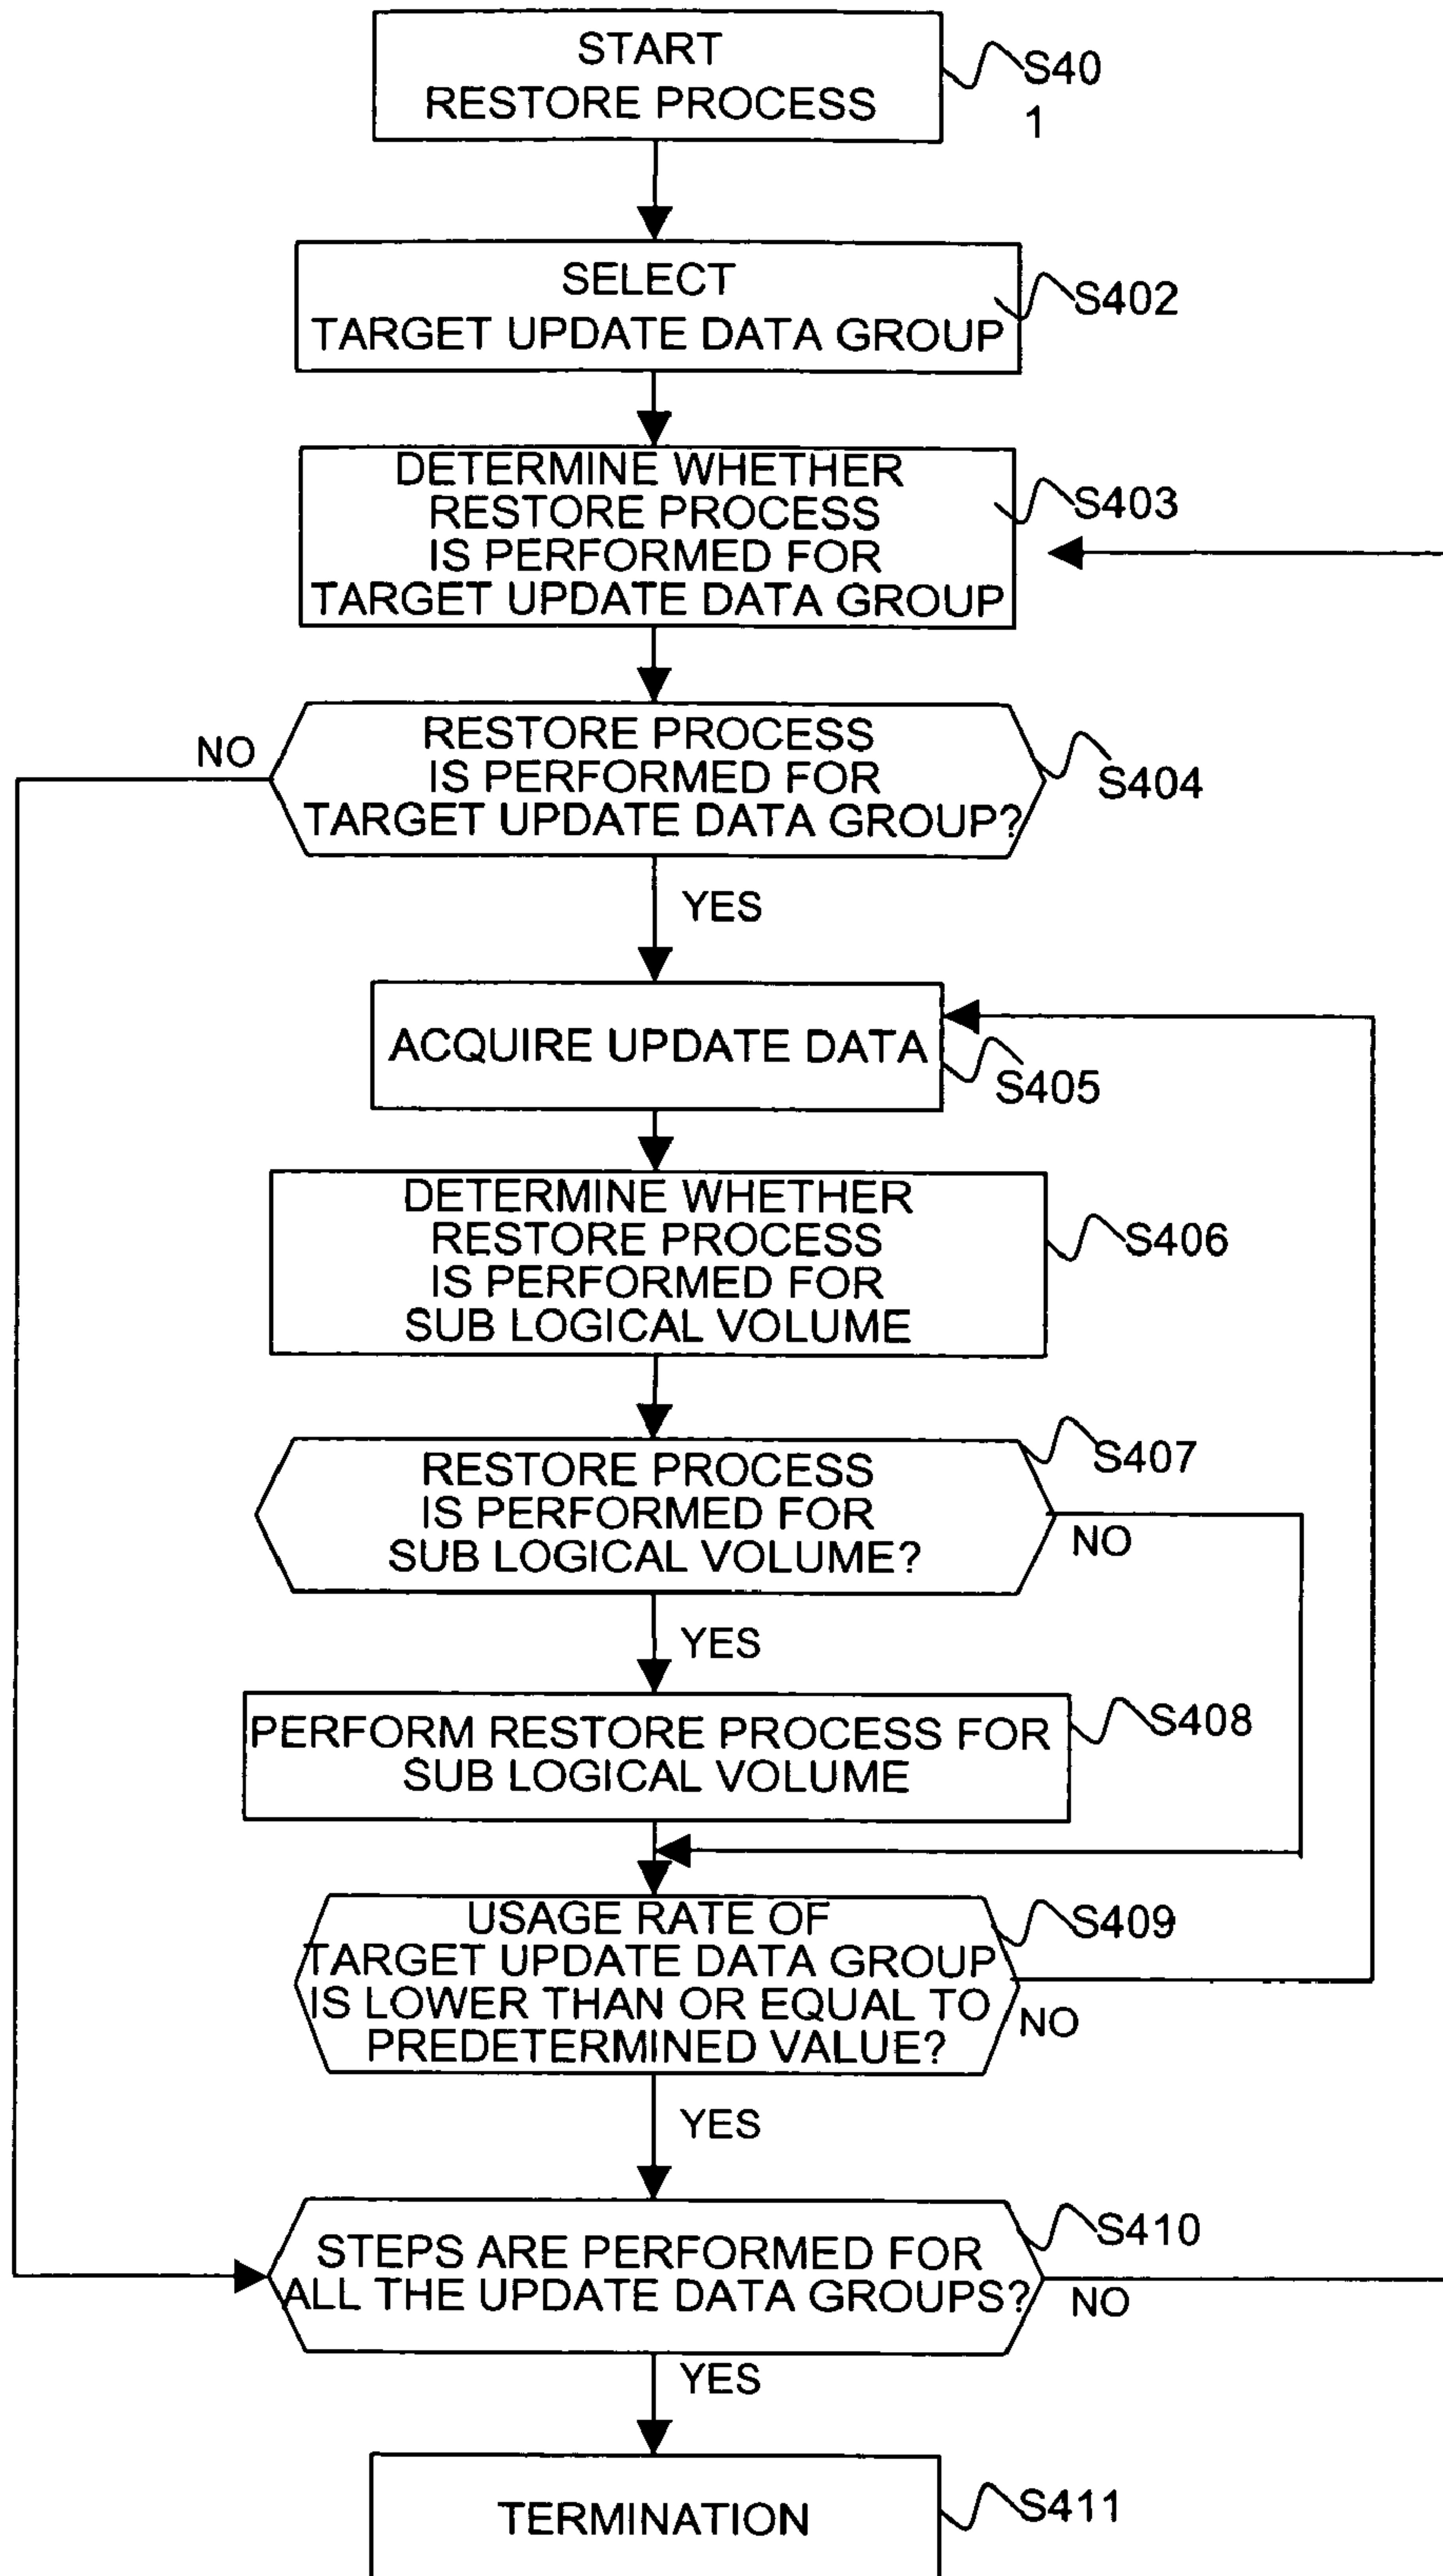 START
RESTORE PROCESS
S40
1
SELECT
TARGET UPDATE DATA GROUP
S402
DETERMINE WHETHER
RESTORE PROCESS
IS PERFORMED FOR
TARGET UPDATE DATA GROUP
S403
NO
RESTORE PROCESS
IS PERFORMED FOR
TARGET UPDATE DATA GROUP?
S404
YES
ACQUIRE UPDATE DATA
S405
DETERMINE WHETHER
RESTORE PROCESS
IS PERFORMED FOR
SUB LOGICAL VOLUME
S406
RESTORE PROCESS
IS PERFORMED FOR
SUB LOGICAL VOLUME?
S407
NO
YES
PERFORM RESTORE PROCESS FOR
SUB LOGICAL VOLUME
S408
USAGE RATE OF
TARGET UPDATE DATA GROUP
IS LOWER THAN OR EQUAL TO
PREDETERMINED VALUE?
S409
NO
YES
STEPS ARE PERFORMED FOR
ALL THE UPDATE DATA GROUPS?
S410
NO
YES
TERMINATION
S411